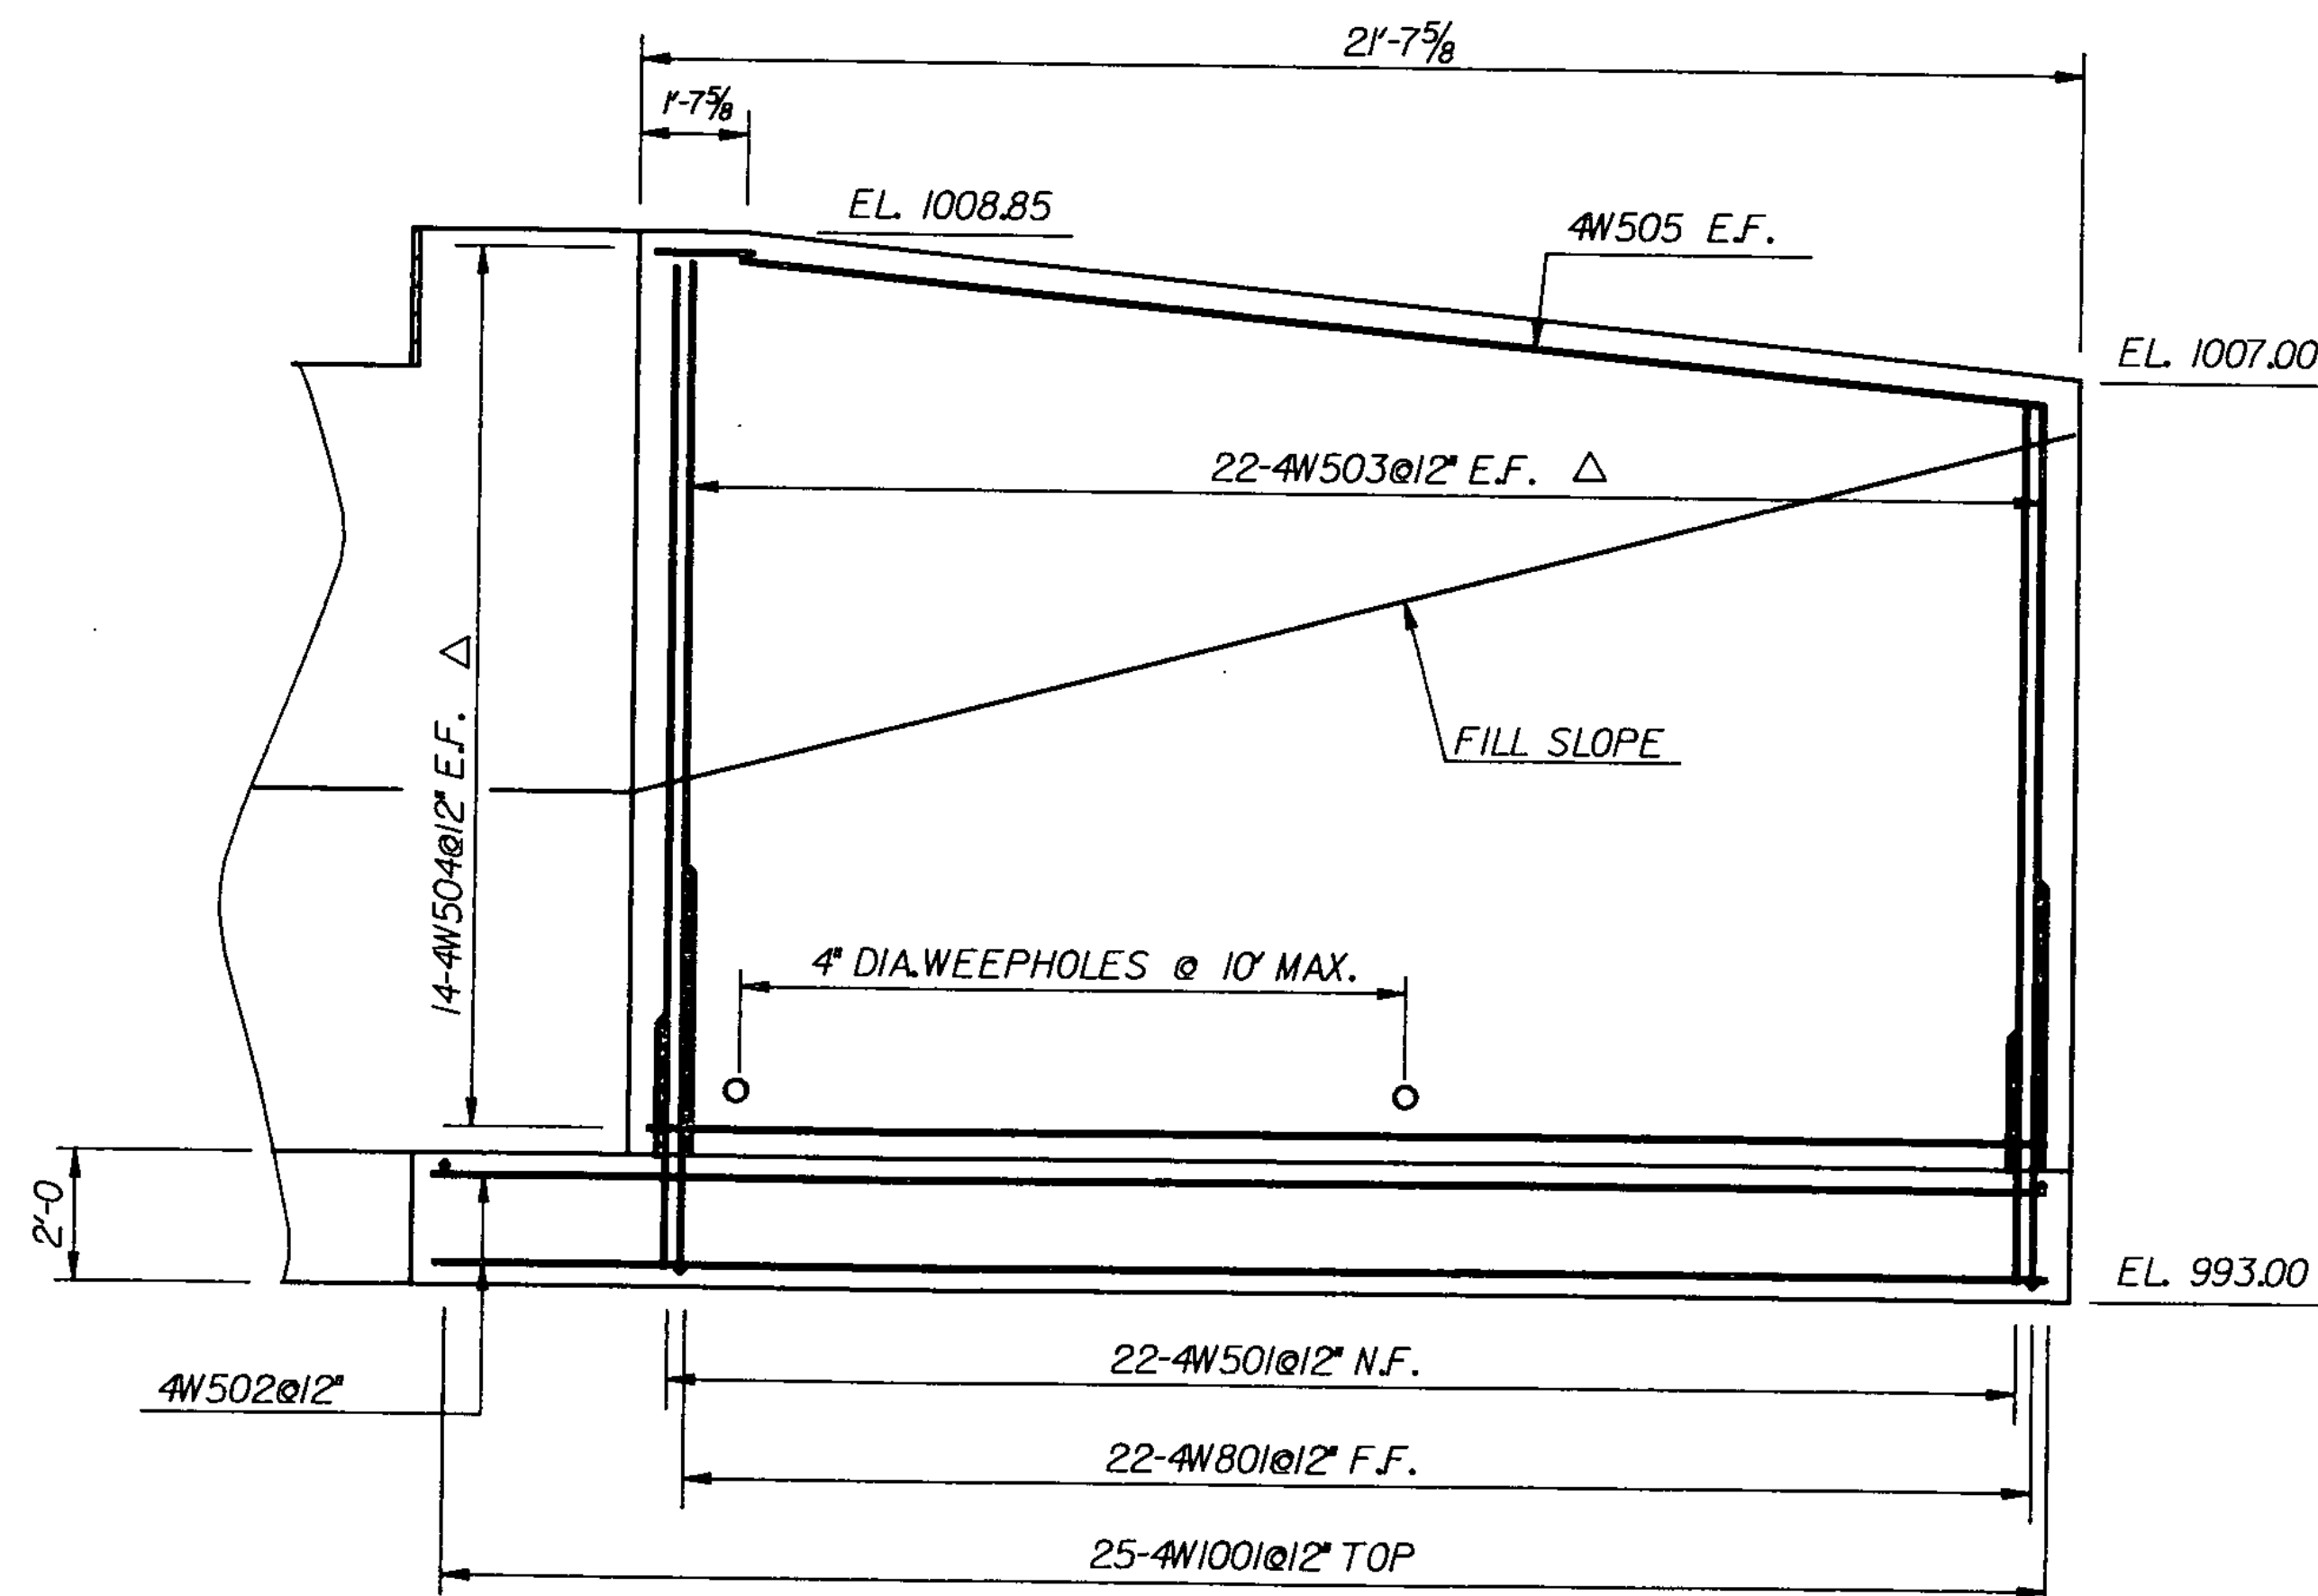 21'-7⅝
1'-7⅝
EL. 1008.85
4W505 E.F.
EL. 1007.00
22-4W503@12" E.F. △
14-4W504@12" E.F. △
FILL SLOPE
4" DIA. WEEPHOLES @ 10' MAX.
2'-0
EL. 993.00
22-4W501@12" N.F.
4W502@12"
22-4W801@12" F.F.
25-4W1001@12" TOP